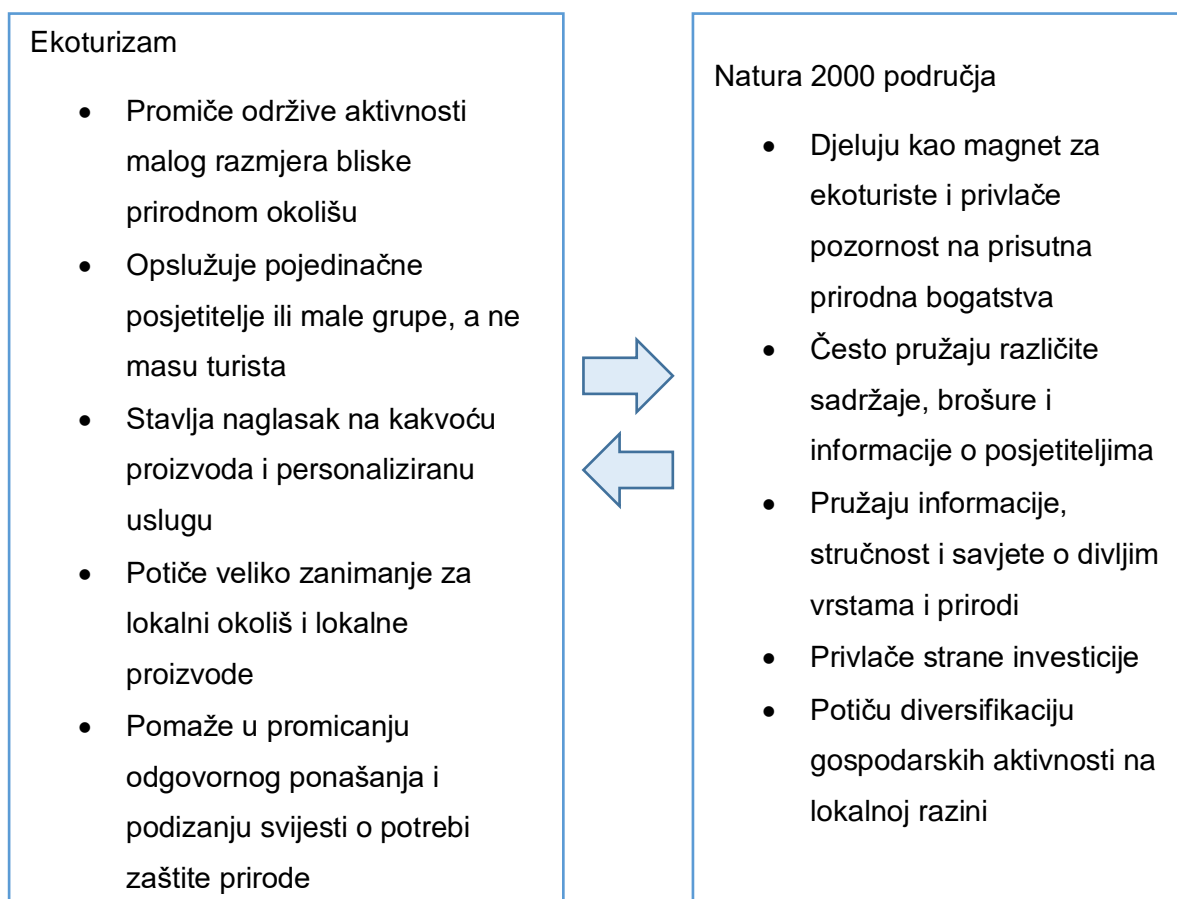 Ekoturizam
• Promiče održive aktivnosti
malog razmjera bliske
prirodnom okolišu
• Opslužuje pojedinačne
posjetitelje ili male grupe, a ne
masu turista
• Stavlja naglasak na kakvoću
proizvoda i personaliziranu
uslugu
• Potiče veliko zanimanje za
lokalni okoliš i lokalne
proizvode
• Pomaže u promicanju
odgovornog ponašanja i
podizanju svijesti o potrebi
zaštite prirode
Natura 2000 područja
• Djeluju kao magnet za
ekoturiste i privlače
pozornost na prisutna
prirodna bogatstva
• Često pružaju različite
sadržaje, brošure i
informacije o posjetiteljima
• Pružaju informacije,
stručnost i savjete o divljim
vrstama i prirodi
• Privlače strane investicije
• Potiču diversifikaciju
gospodarskih aktivnosti na
lokalnoj razini